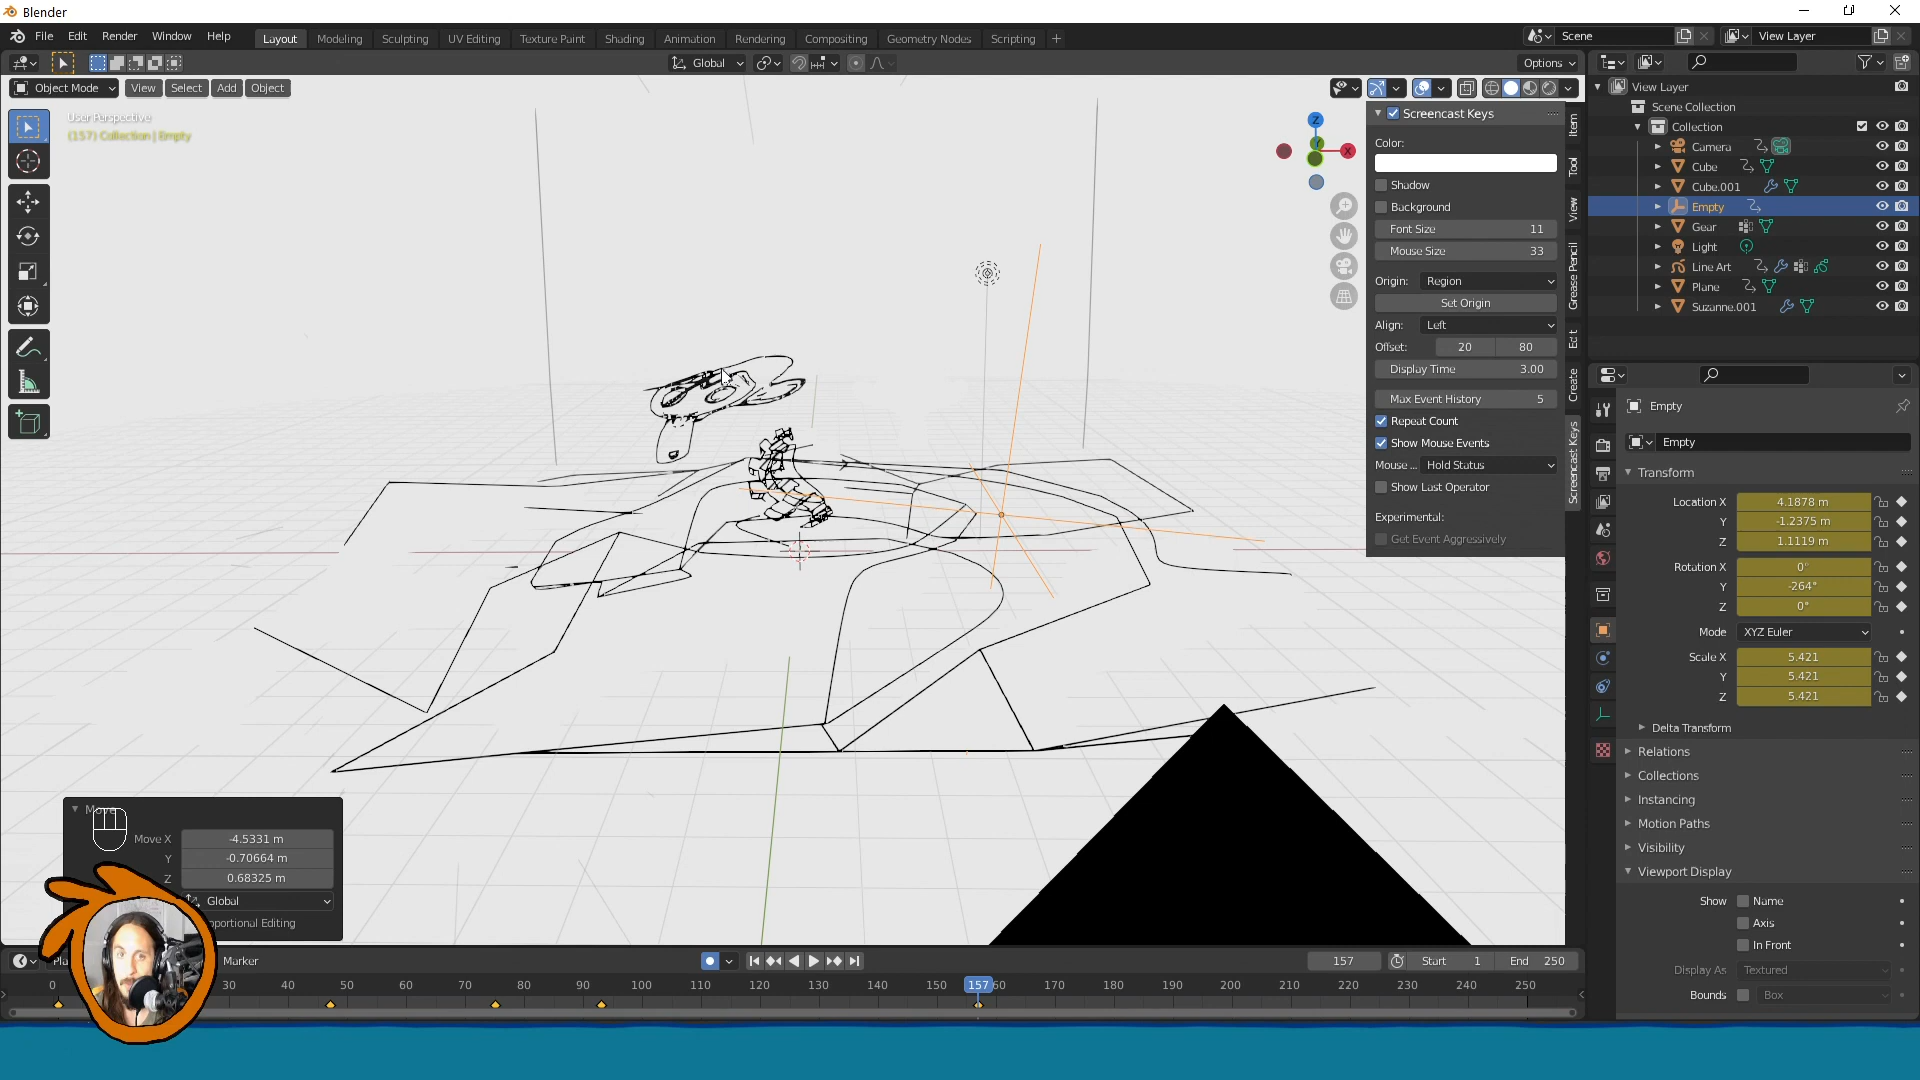 Blender
File Edit Render Window Help
Layout Modeling Sculpting UV Editing Texture Paint Shading Animation Rendering Compositing Geometry Nodes Scripting +
Scene View Layer
Global Options
Object Mode View Select Add Object
User Perspective
(157) Collection | Empty
Z
X
Screencast Keys
Color:
Shadow
Background
Font Size 11
Mouse Size 33
Origin: Region
Set Origin
Align: Left
Offset: 20 80
Display Time 3.00
Max Event History 5
Repeat Count
Show Mouse Events
Mouse ... Hold Status
Show Last Operator
Experimental:
Get Event Aggressively
Item
Tool
View
Grease Pencil
Edit
Create
Screencast Keys
View Layer
Scene Collection
Collection
Camera
Cube
Cube.001
Empty
Gear
Light
Line Art
Plane
Suzanne.001
Empty
Empty
Transform
Location X 4.1878 m
Y -1.2375 m
Z 1.1119 m
Rotation X 0°
Y -264°
Z 0°
Mode XYZ Euler
Scale X 5.421
Y 5.421
Z 5.421
Delta Transform
Relations
Collections
Instancing
Motion Paths
Visibility
Viewport Display
Show Name
Axis
In Front
Display As Textured
Bounds Box
Move
Move X -4.5331 m
Y -0.70664 m
Z 0.68325 m
Global
oportional Editing
Marker
157 Start 1 End 250
0 30 40 50 60 70 80 90 100 110 120 130 140 150 157 60 170 180 190 200 210 220 230 240 250